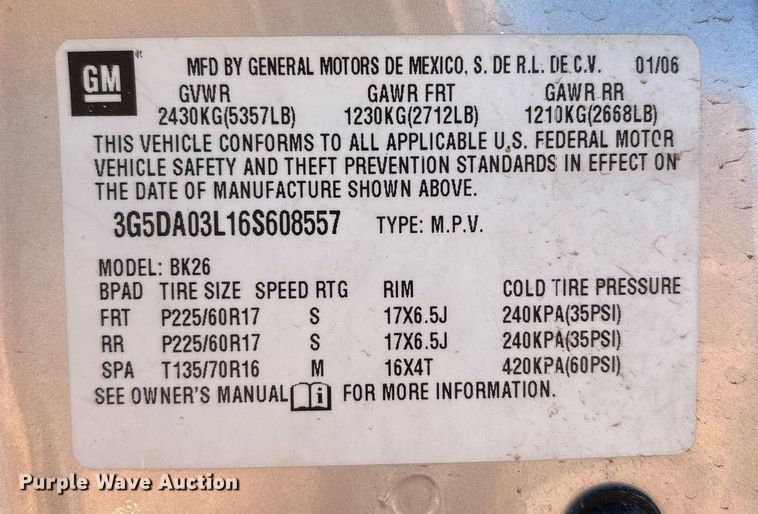 GM MFD BY GENERAL MOTORS DE MEXICO, S. DE R.L. DE C.V. 01/06
GVWR GAWR FRT GAWR RR
2430KG(5357LB) 1230KG(2712LB) 1210KG(2668LB)
THIS VEHICLE CONFORMS TO ALL APPLICABLE U.S. FEDERAL MOTOR
VEHICLE SAFETY AND THEFT PREVENTION STANDARDS IN EFFECT ON
THE DATE OF MANUFACTURE SHOWN ABOVE.
3G5DA03L16S608557 TYPE: M.P.V.
MODEL: BK26
BPAD TIRE SIZE SPEED RTG RIM COLD TIRE PRESSURE
FRT P225/60R17 S 17X6.5J 240KPA(35PSI)
RR P225/60R17 S 17X6.5J 240KPA(35PSI)
SPA T135/70R16 M 16X4T 420KPA(60PSI)
SEE OWNER'S MANUAL i FOR MORE INFORMATION.
Purple Wave Auction